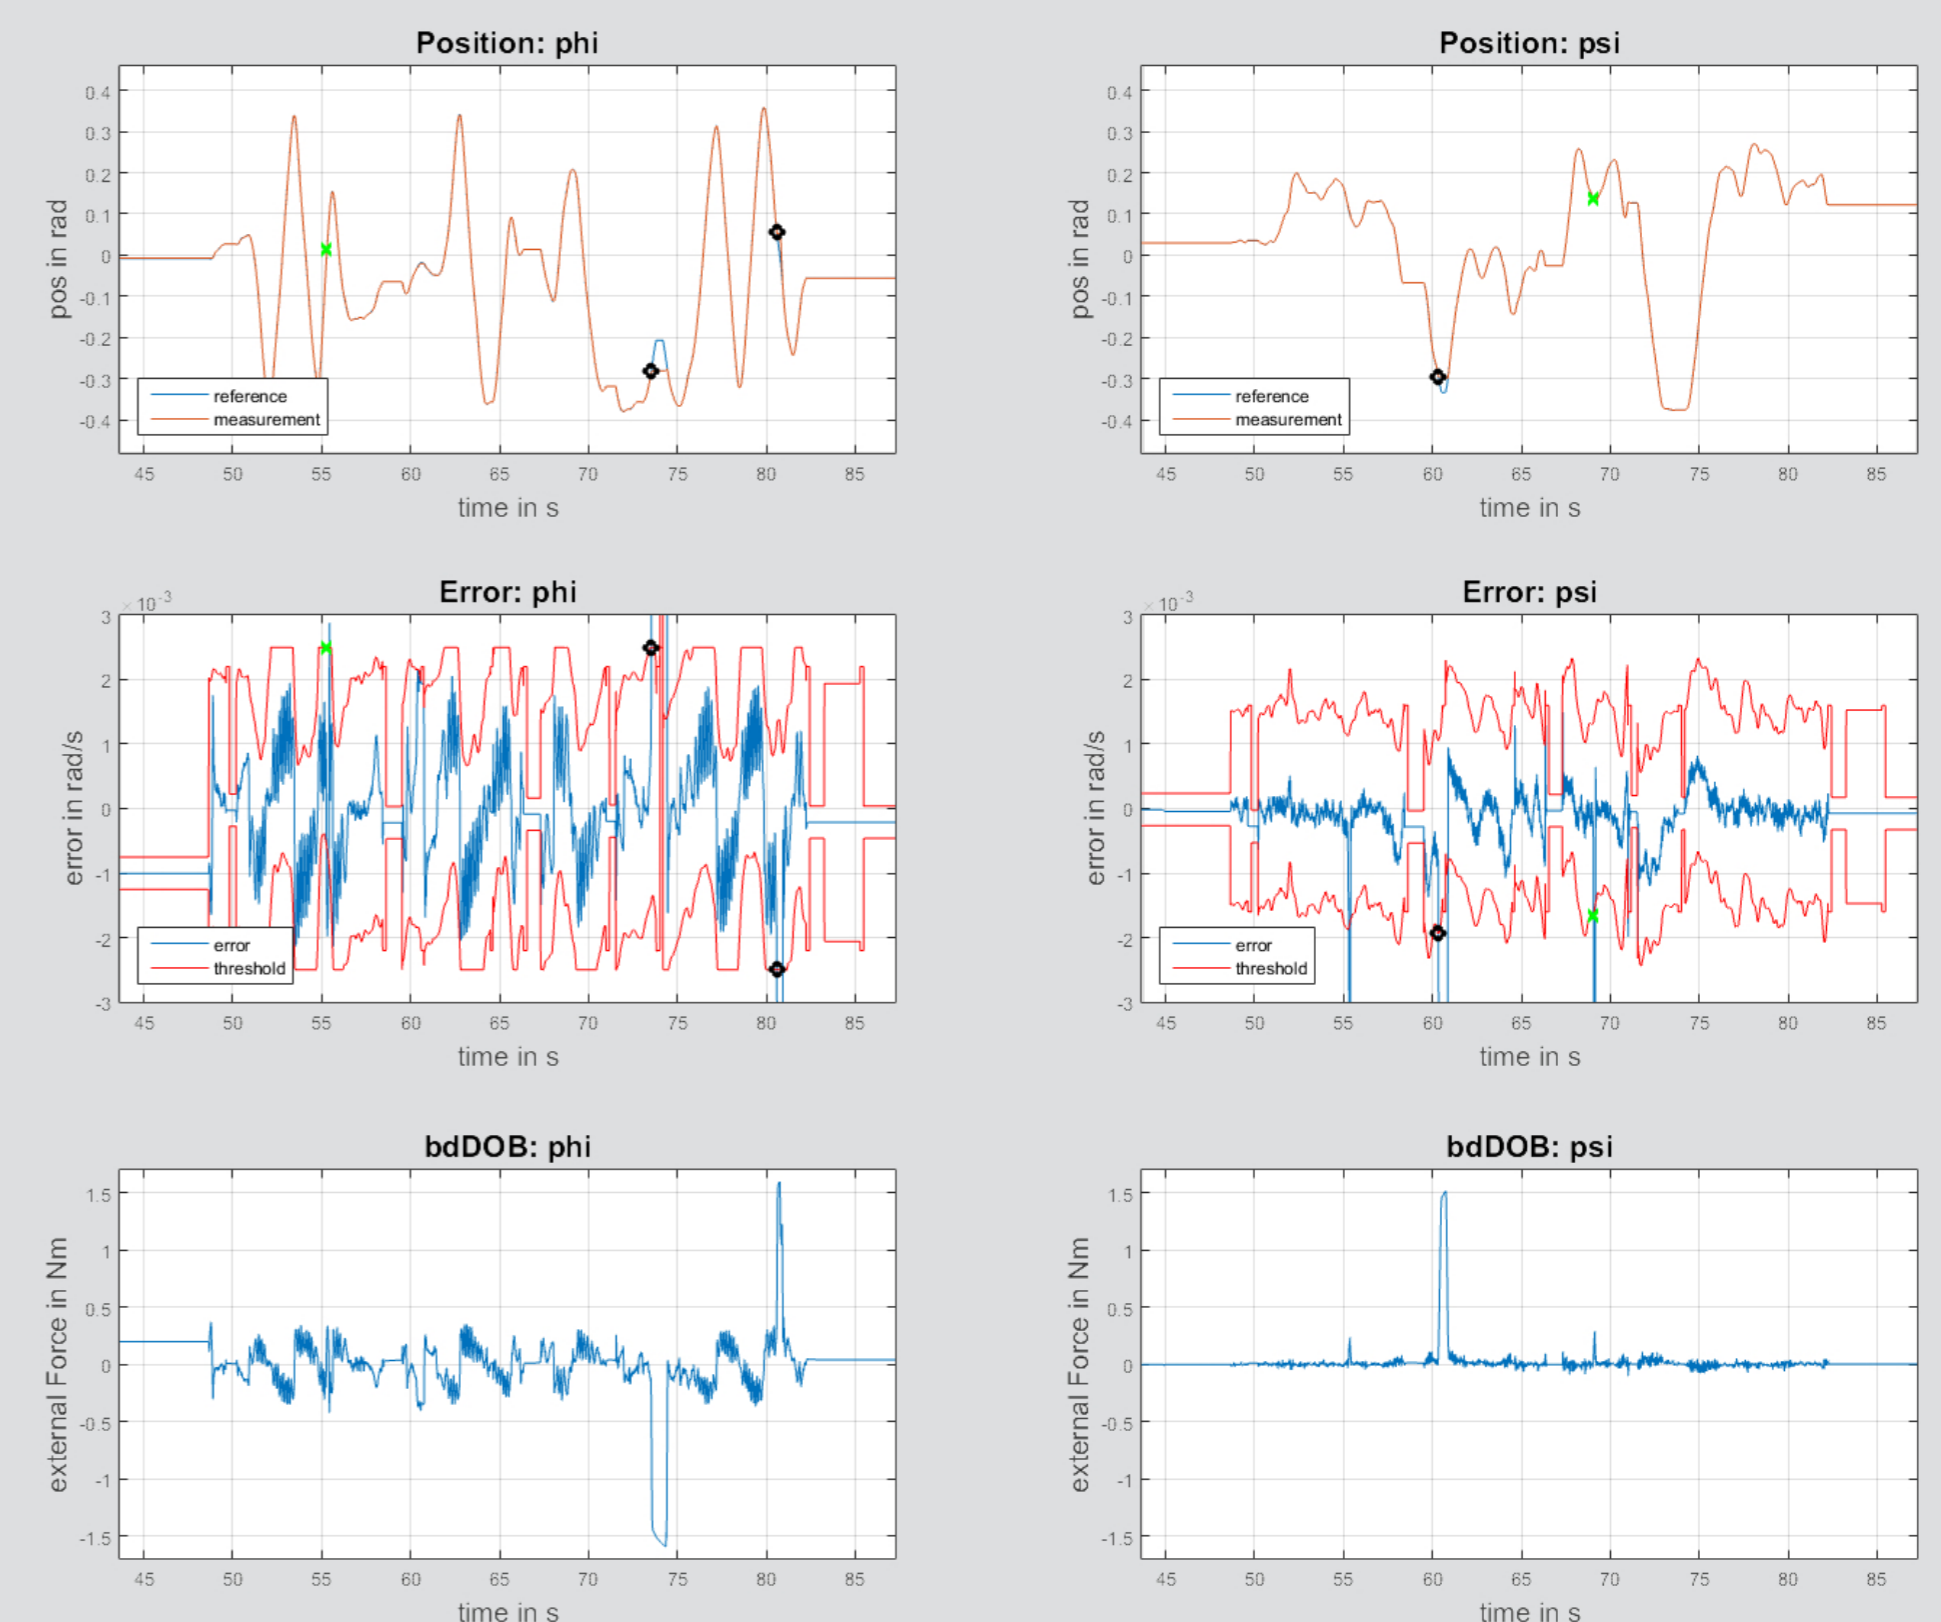 Position: phi
0.4
0.3
0.2
0.1
0
-0.1
-0.2
-0.3
-0.4
pos in rad
reference
measurement
45 50 55 60 65 70 75 80 85
time in s
Position: psi
0.4
0.3
0.2
0.1
0
-0.1
-0.2
-0.3
-0.4
pos in rad
reference
measurement
45 50 55 60 65 70 75 80 85
time in s
Error: phi
× 10⁻³
3
2
1
0
-1
-2
-3
error in rad/s
error
threshold
45 50 55 60 65 70 75 80 85
time in s
Error: psi
× 10⁻³
3
2
1
0
-1
-2
-3
error in rad/s
error
threshold
45 50 55 60 65 70 75 80 85
time in s
bdDOB: phi
1.5
1
0.5
0
-0.5
-1
-1.5
external Force in Nm
45 50 55 60 65 70 75 80 85
time in s
bdDOB: psi
1.5
1
0.5
0
-0.5
-1
-1.5
external Force in Nm
45 50 55 60 65 70 75 80 85
time in s